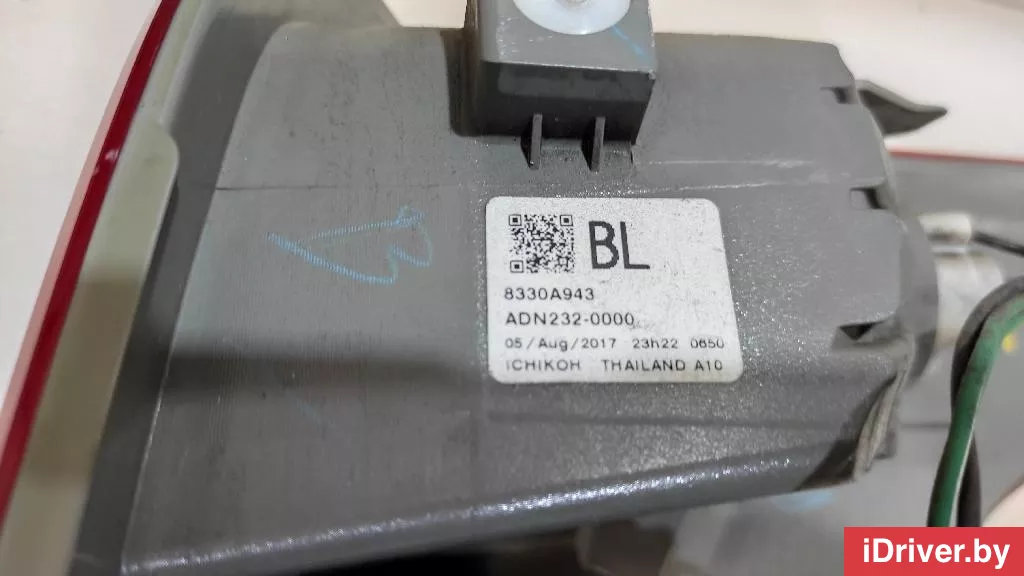 BL
8330A943
ADN232-0000
05/Aug/2017 23h22 0650
ICHIKOH THAILAND A10
iDriver.by